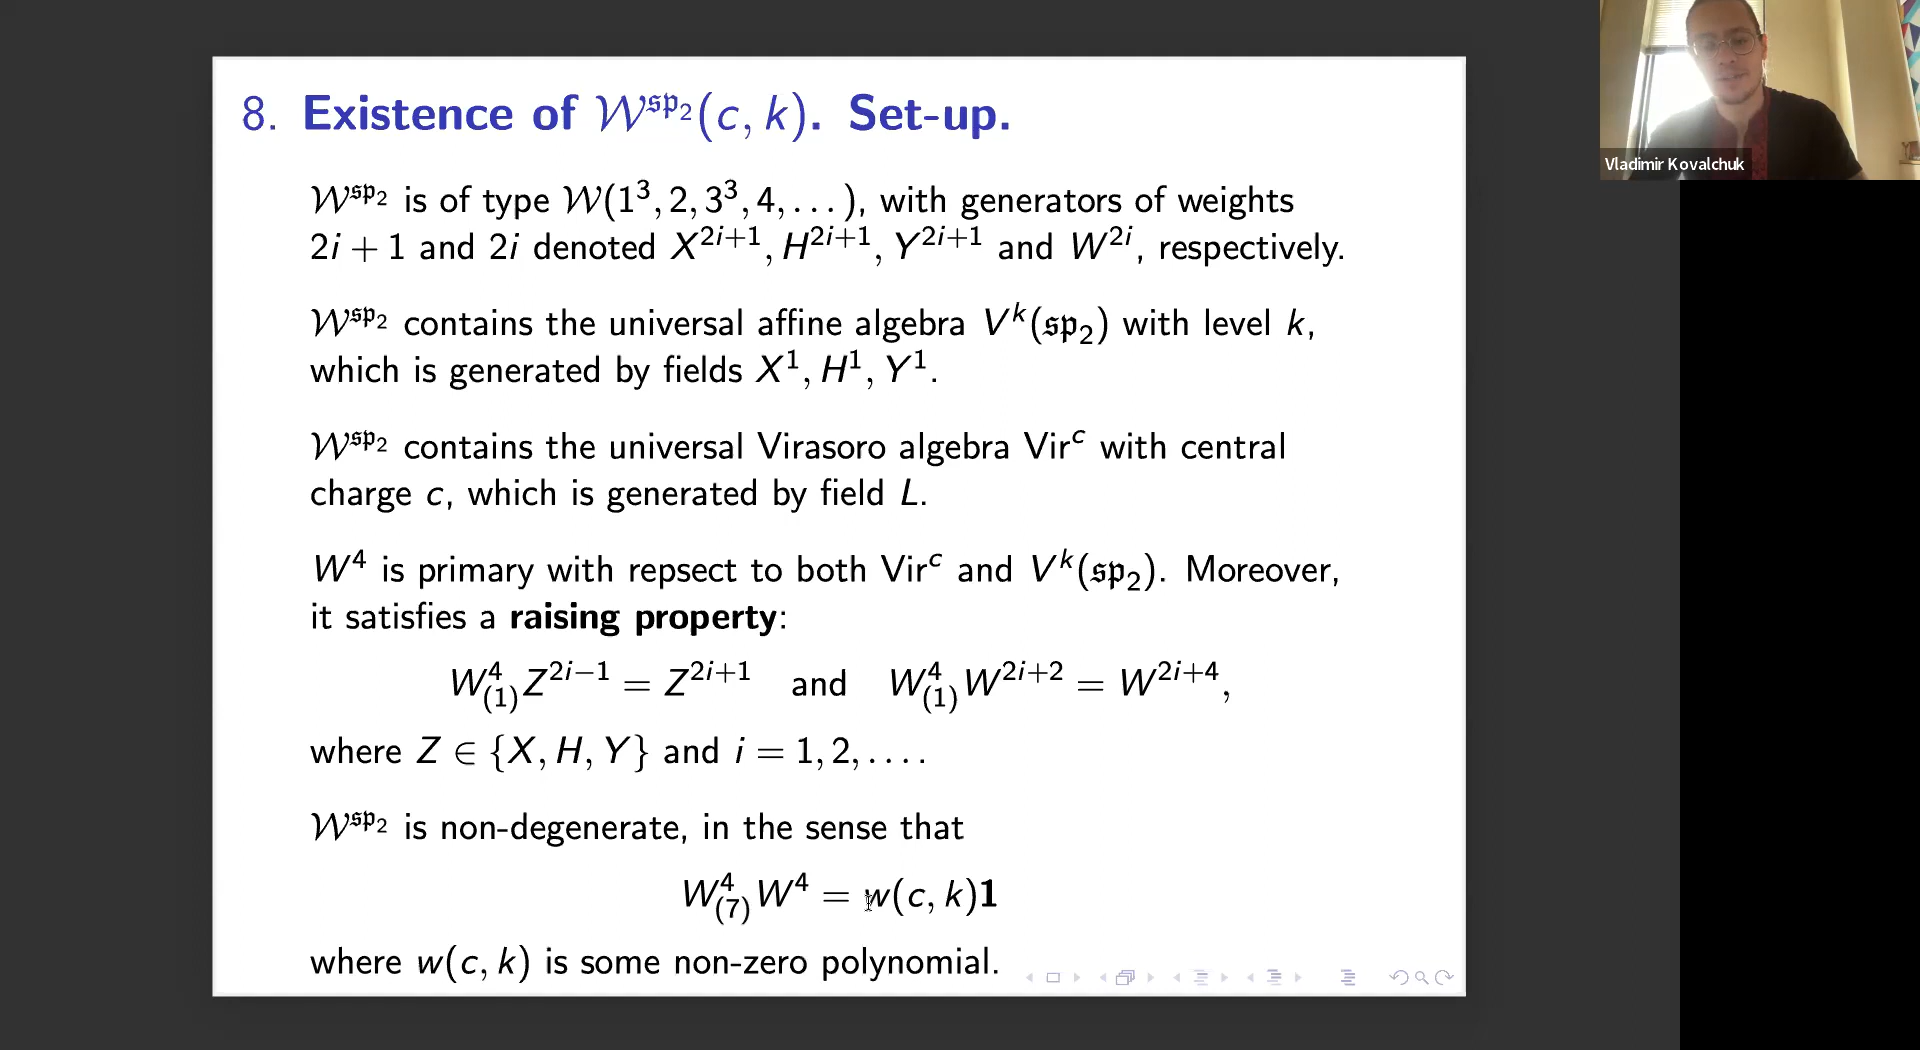 8. Existence of 𝒲^{𝔰𝔭₂}(c, k). Set-up.
𝒲^{𝔰𝔭₂} is of type 𝒲(1³, 2, 3³, 4, . . . ), with generators of weights
2i + 1 and 2i denoted X^{2i+1}, H^{2i+1}, Y^{2i+1} and W^{2i}, respectively.
𝒲^{𝔰𝔭₂} contains the universal affine algebra V^k(𝔰𝔭₂) with level k,
which is generated by fields X¹, H¹, Y¹.
𝒲^{𝔰𝔭₂} contains the universal Virasoro algebra Vir^c with central
charge c, which is generated by field L.
W⁴ is primary with repsect to both Vir^c and V^k(𝔰𝔭₂). Moreover,
it satisfies a raising property:
W⁴_{(1)}Z^{2i−1} = Z^{2i+1} and W⁴_{(1)}W^{2i+2} = W^{2i+4},
where Z ∈ {X, H, Y} and i = 1, 2, . . . .
𝒲^{𝔰𝔭₂} is non-degenerate, in the sense that
W⁴_{(7)}W⁴ = w(c, k)1
where w(c, k) is some non-zero polynomial.
Vladimir Kovalchuk